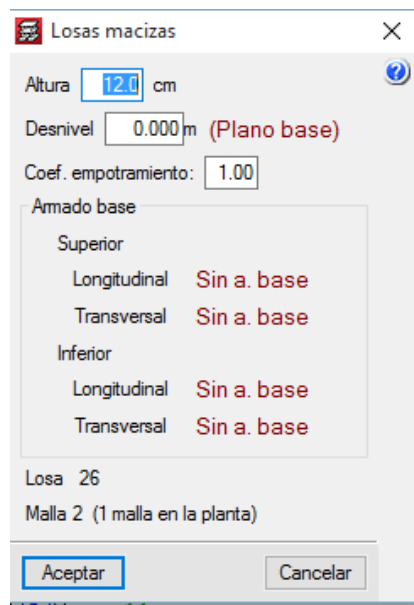 Losas macizas
Altura 12.0 cm
Desnivel 0.000 m (Plano base)
Coef. empotramiento: 1.00
Armado base
Superior
Longitudinal Sin a. base
Transversal Sin a. base
Inferior
Longitudinal Sin a. base
Transversal Sin a. base
Losa 26
Malla 2 (1 malla en la planta)
Aceptar Cancelar